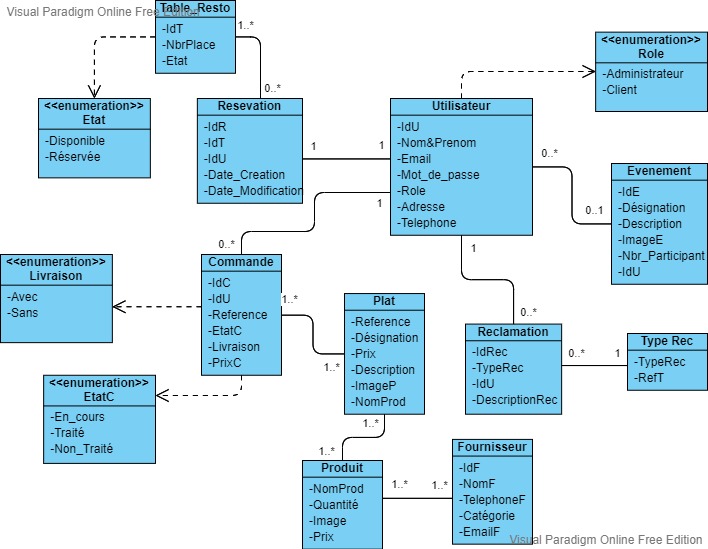 Visual Paradigm Online Free Edition
Table_Resto
-IdT
-NbrPlace
-Etat
1..*
0..*
<<enumeration>>
Etat
-Disponible
-Réservée
Resevation
-IdR
-IdT
-IdU
-Date_Creation
-Date_Modification
1
1
Utilisateur
-IdU
-Nom&Prenom
-Email
-Mot_de_passe
-Role
-Adresse
-Telephone
<<enumeration>>
Role
-Administrateur
-Client
0..*
0..1
Evenement
-IdE
-Désignation
-Description
-ImageE
-Nbr_Participant
-IdU
1
0..*
<<enumeration>>
Livraison
-Avec
-Sans
Commande
-IdC
-IdU
-Reference
-EtatC
-Livraison
-PrixC
1..*
1..*
Plat
-Reference
-Désignation
-Prix
-Description
-ImageP
-NomProd
1
0..*
Reclamation
-IdRec
-TypeRec
-IdU
-DescriptionRec
0..*
1
Type Rec
-TypeRec
-RefT
<<enumeration>>
EtatC
-En_cours
-Traité
-Non_Traité
1..*
1..*
Produit
-NomProd
-Quantité
-Image
-Prix
1..*
1..*
Fournisseur
-IdF
-NomF
-TelephoneF
-Catégorie
-EmailF
Visual Paradigm Online Free Edition